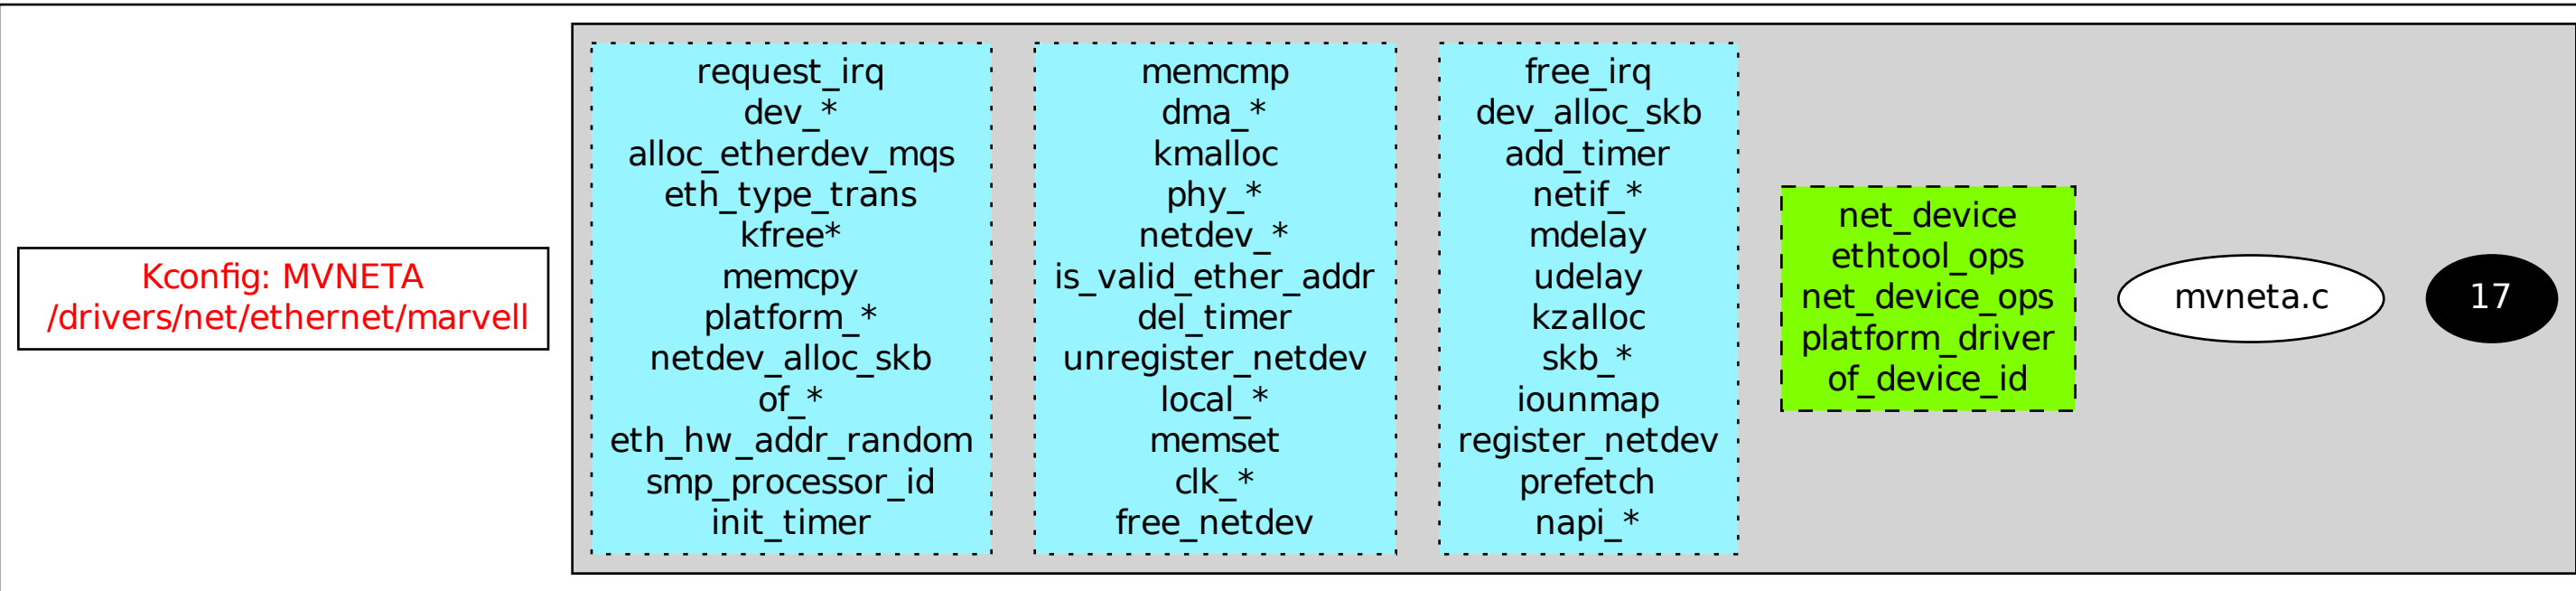 Kconfig: MVNETA
/drivers/net/ethernet/marvell
request_irq
dev_*
alloc_etherdev_mqs
eth_type_trans
kfree*
memcpy
platform_*
netdev_alloc_skb
of_*
eth_hw_addr_random
smp_processor_id
init_timer
memcmp
dma_*
kmalloc
phy_*
netdev_*
is_valid_ether_addr
del_timer
unregister_netdev
local_*
memset
clk_*
free_netdev
free_irq
dev_alloc_skb
add_timer
netif_*
mdelay
udelay
kzalloc
skb_*
iounmap
register_netdev
prefetch
napi_*
net_device
ethtool_ops
net_device_ops
platform_driver
of_device_id
mvneta.c
17